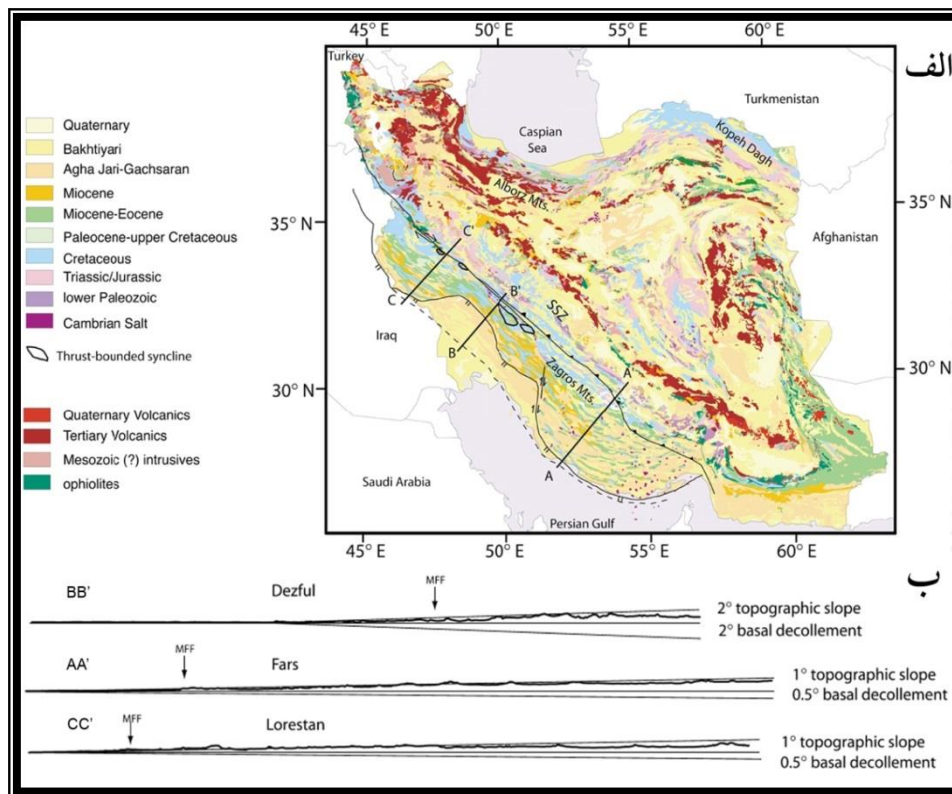 45° E
50° E
55° E
60° E
الف
Turkey
Turkmenistan
Caspian
Sea
Kopeh Dagh
Alborz Mts.
Afghanistan
35° N
35° N
C'
C
B'
B
SSZ
A'
A
Iraq
Zagros Mts.
30° N
30° N
Saudi Arabia
Persian Gulf
45° E
50° E
55° E
60° E
Quaternary
Bakhtiyari
Agha Jari-Gachsaran
Miocene
Miocene-Eocene
Paleocene-upper Cretaceous
Cretaceous
Triassic/Jurassic
lower Paleozoic
Cambrian Salt
Thrust-bounded syncline
Quaternary Volcanics
Tertiary Volcanics
Mesozoic (?) intrusives
ophiolites
ب
BB'
Dezful
MFF
2° topographic slope
2° basal decollement
AA'
MFF
Fars
1° topographic slope
0.5° basal decollement
CC'
MFF
Lorestan
1° topographic slope
0.5° basal decollement